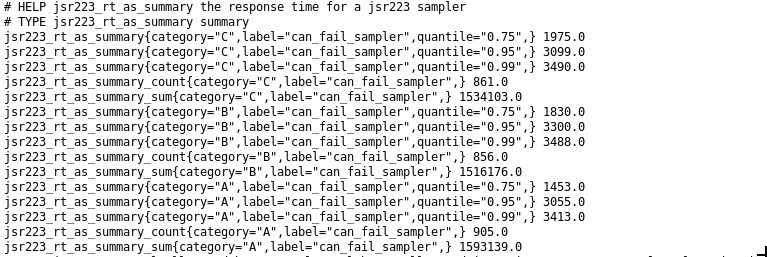 # HELP jsr223_rt_as_summary the response time for a jsr223 sampler
# TYPE jsr223_rt_as_summary summary
jsr223_rt_as_summary{category="C",label="can_fail_sampler",quantile="0.75",} 1975.0
jsr223_rt_as_summary{category="C",label="can_fail_sampler",quantile="0.95",} 3099.0
jsr223_rt_as_summary{category="C",label="can_fail_sampler",quantile="0.99",} 3490.0
jsr223_rt_as_summary_count{category="C",label="can_fail_sampler",} 861.0
jsr223_rt_as_summary_sum{category="C",label="can_fail_sampler",} 1534103.0
jsr223_rt_as_summary{category="B",label="can_fail_sampler",quantile="0.75",} 1830.0
jsr223_rt_as_summary{category="B",label="can_fail_sampler",quantile="0.95",} 3300.0
jsr223_rt_as_summary{category="B",label="can_fail_sampler",quantile="0.99",} 3488.0
jsr223_rt_as_summary_count{category="B",label="can_fail_sampler",} 856.0
jsr223_rt_as_summary_sum{category="B",label="can_fail_sampler",} 1516176.0
jsr223_rt_as_summary{category="A",label="can_fail_sampler",quantile="0.75",} 1453.0
jsr223_rt_as_summary{category="A",label="can_fail_sampler",quantile="0.95",} 3055.0
jsr223_rt_as_summary{category="A",label="can_fail_sampler",quantile="0.99",} 3413.0
jsr223_rt_as_summary_count{category="A",label="can_fail_sampler",} 905.0
jsr223_rt_as_summary_sum{category="A",label="can_fail_sampler",} 1593139.0